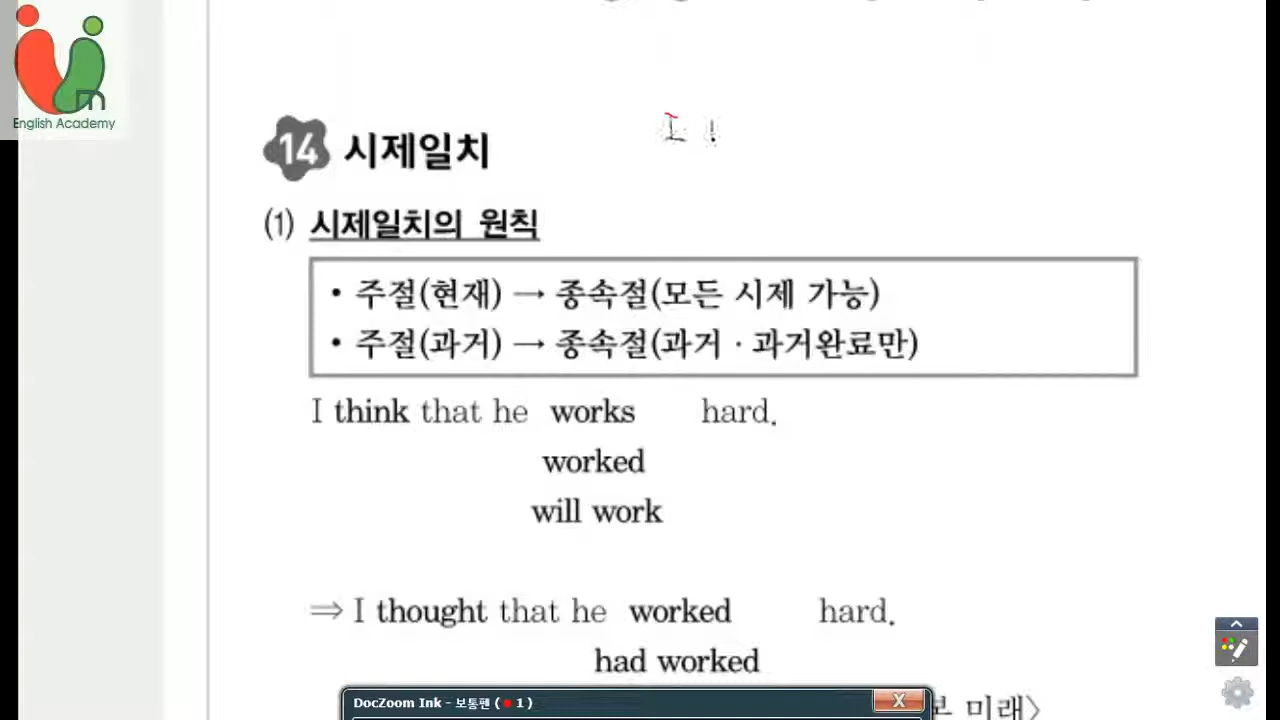 English Academy
14 시제일치
(1) 시제일치의 원칙
• 주절(현재) → 종속절(모든 시제 가능)
• 주절(과거) → 종속절(과거 · 과거완료만)
I think that he works hard.
worked
will work
⇒ I thought that he worked hard.
had worked
미래〉
DocZoom Ink - 보통펜 ( 1 )
X